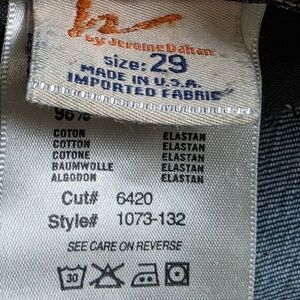 by Jerome Dahan
size: 29
MADE IN U.S.A.
IMPORTED FABRIC
98%
COTON ELASTAN
COTTON ELASTAN
COTONE ELASTAN
BAUMWOLLE ELASTAN
ALGODON ELASTAN
Cut# 6420
Style# 1073-132
SEE CARE ON REVERSE
30